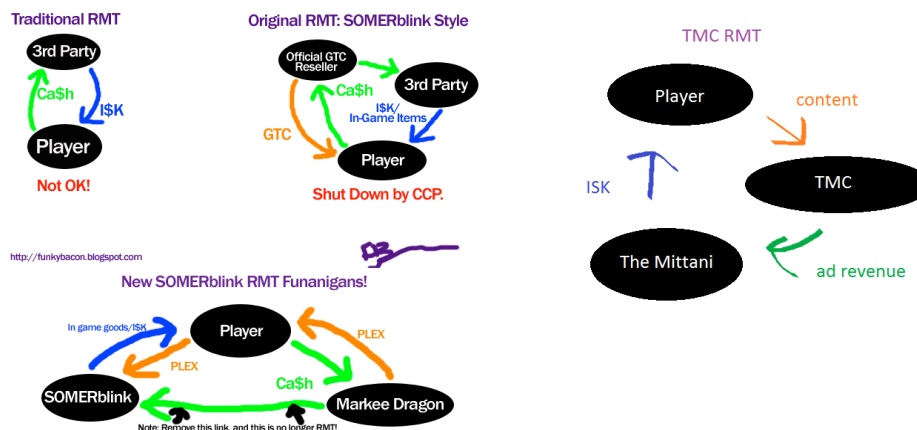 Traditional RMT
3rd Party
Ca$h
I$K
Player
Not OK!
Original RMT: SOMERblink Style
Official GTC
Reseller
Ca$h
3rd Party
I$K/
In-Game Items
GTC
Player
Shut Down by CCP.
http://funkybacon.blogspot.com
New SOMERblink RMT Funanigans!
In game goods/I$K
Player
PLEX
PLEX
Ca$h
SOMERblink
Markee Dragon
Note: Remove this link, and this is no longer RMT!
TMC RMT
Player
content
TMC
ISK
The Mittani
ad revenue